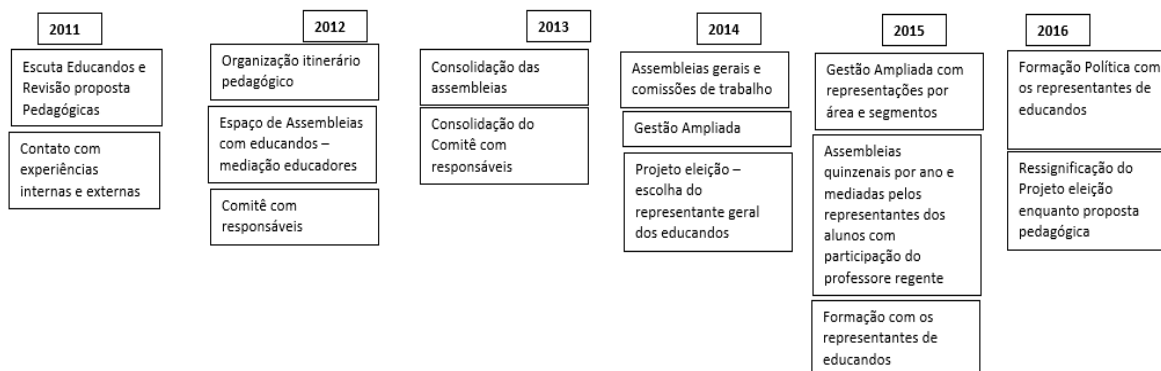 2011
Escuta Educandos e
Revisão proposta
Pedagógicas
Contato com
experiências
internas e externas
2012
Organização itinerário
pedagógico
Espaço de Assembleias
com educandos –
mediação educadores
Comitê com
responsáveis
2013
Consolidação das
assembleias
Consolidação do
Comitê com
responsáveis
2014
Assembleias gerais e
comissões de trabalho
Gestão Ampliada
Projeto eleição –
escolha do
representante geral
dos educandos
2015
Gestão Ampliada com
representações por
área e segmentos
Assembleias
quinzenais por ano e
mediadas pelos
representantes dos
alunos com
participação do
professore regente
Formação com os
representantes de
educandos
2016
Formação Política com
os representantes de
educandos
Ressignificação do
Projeto eleição
enquanto proposta
pedagógica